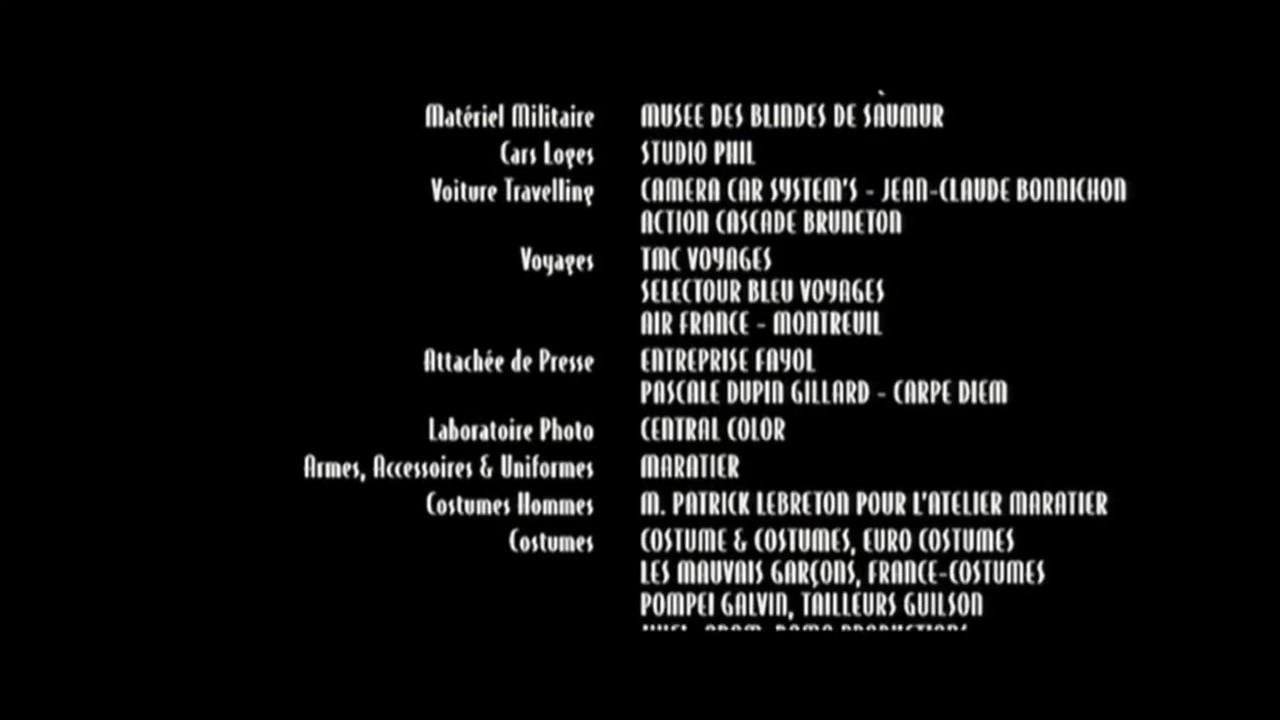 Matériel Militaire MUSEE DES BLINDES DE SAUMUR
Cars Loges STUDIO PHIL
Voiture Travelling CAMERA CAR SYSTEM'S - JEAN-CLAUDE BONNICHON
ACTION CASCADE BRUNETON
Voyages TMC VOYAGES
SELECTOUR BLEU VOYAGES
AIR FRANCE - MONTREUIL
Attachée de Presse ENTREPRISE FAYOL
PASCALE DUPIN GILLARD - CARPE DIEM
Laboratoire Photo CENTRAL COLOR
Armes, Accessoires & Uniformes MARATIER
Costumes Hommes M. PATRICK LEBRETON POUR L'ATELIER MARATIER
Costumes COSTUME & COSTUMES, EURO COSTUMES
LES MAUVAIS GARÇONS, FRANCE-COSTUMES
POMPEI GALVIN, TAILLEURS GUILSON